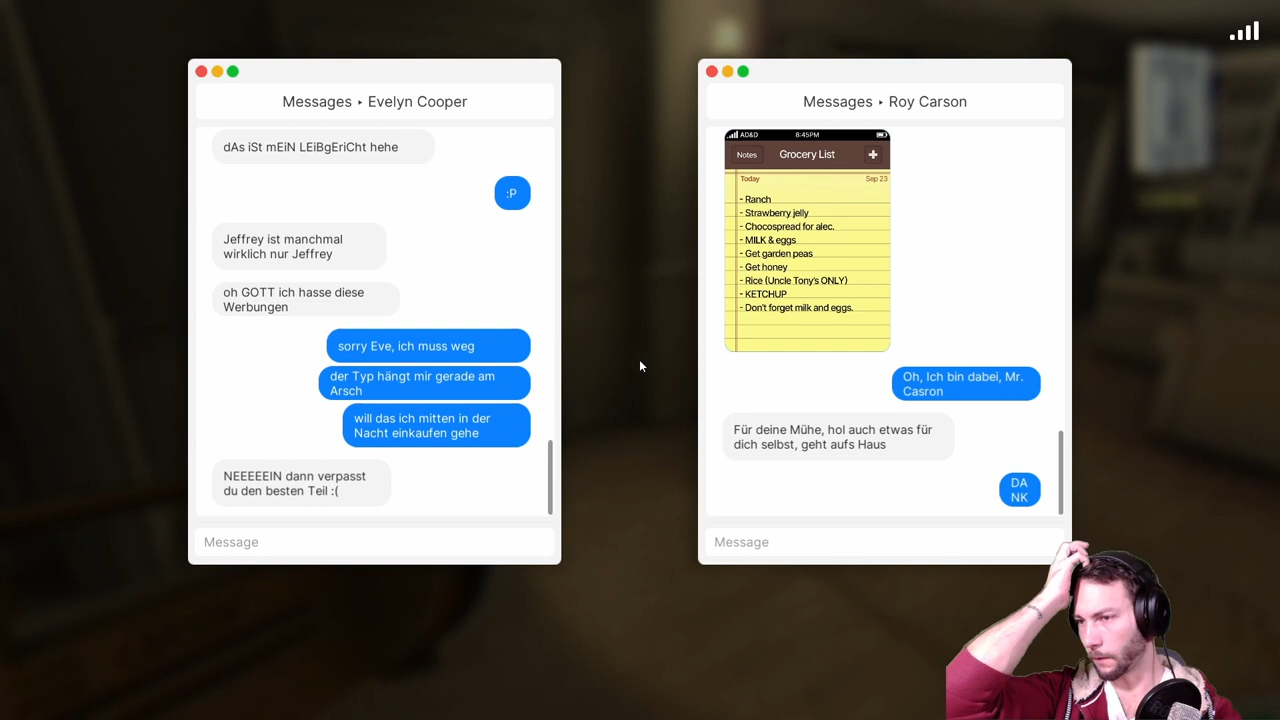 Messages ‣ Evelyn Cooper
dAs iSt mEiN LEiBgEriCht hehe
:P
Jeffrey ist manchmal
wirklich nur Jeffrey
oh GOTT ich hasse diese
Werbungen
sorry Eve, ich muss weg
der Typ hängt mir gerade am
Arsch
will das ich mitten in der
Nacht einkaufen gehe
NEEEEEIN dann verpasst
du den besten Teil :(
Message
Messages ‣ Roy Carson
AD&D 8:45PM
Notes Grocery List +
Today Sep 23
- Ranch
- Strawberry jelly
- Chocospread for alec.
- MILK & eggs
- Get garden peas
- Get honey
- Rice (Uncle Tony's ONLY)
- KETCHUP
- Don't forget milk and eggs.
Oh, Ich bin dabei, Mr.
Casron
Für deine Mühe, hol auch etwas für
dich selbst, geht aufs Haus
DA
NK
Message